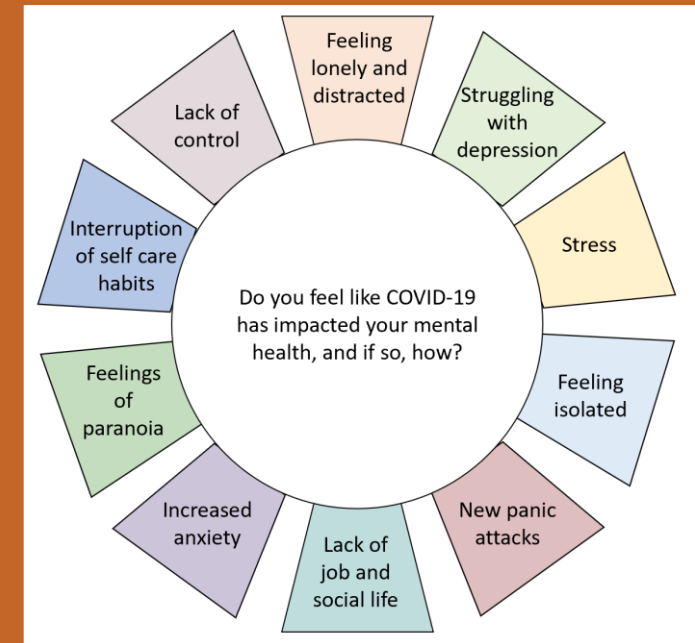 Feeling
lonely and
distracted
Struggling
with
depression
Stress
Feeling
isolated
New panic
attacks
Lack of
job and
social life
Increased
anxiety
Feelings
of
paranoia
Interruption
of self care
habits
Lack of
control
Do you feel like COVID-19
has impacted your mental
health, and if so, how?